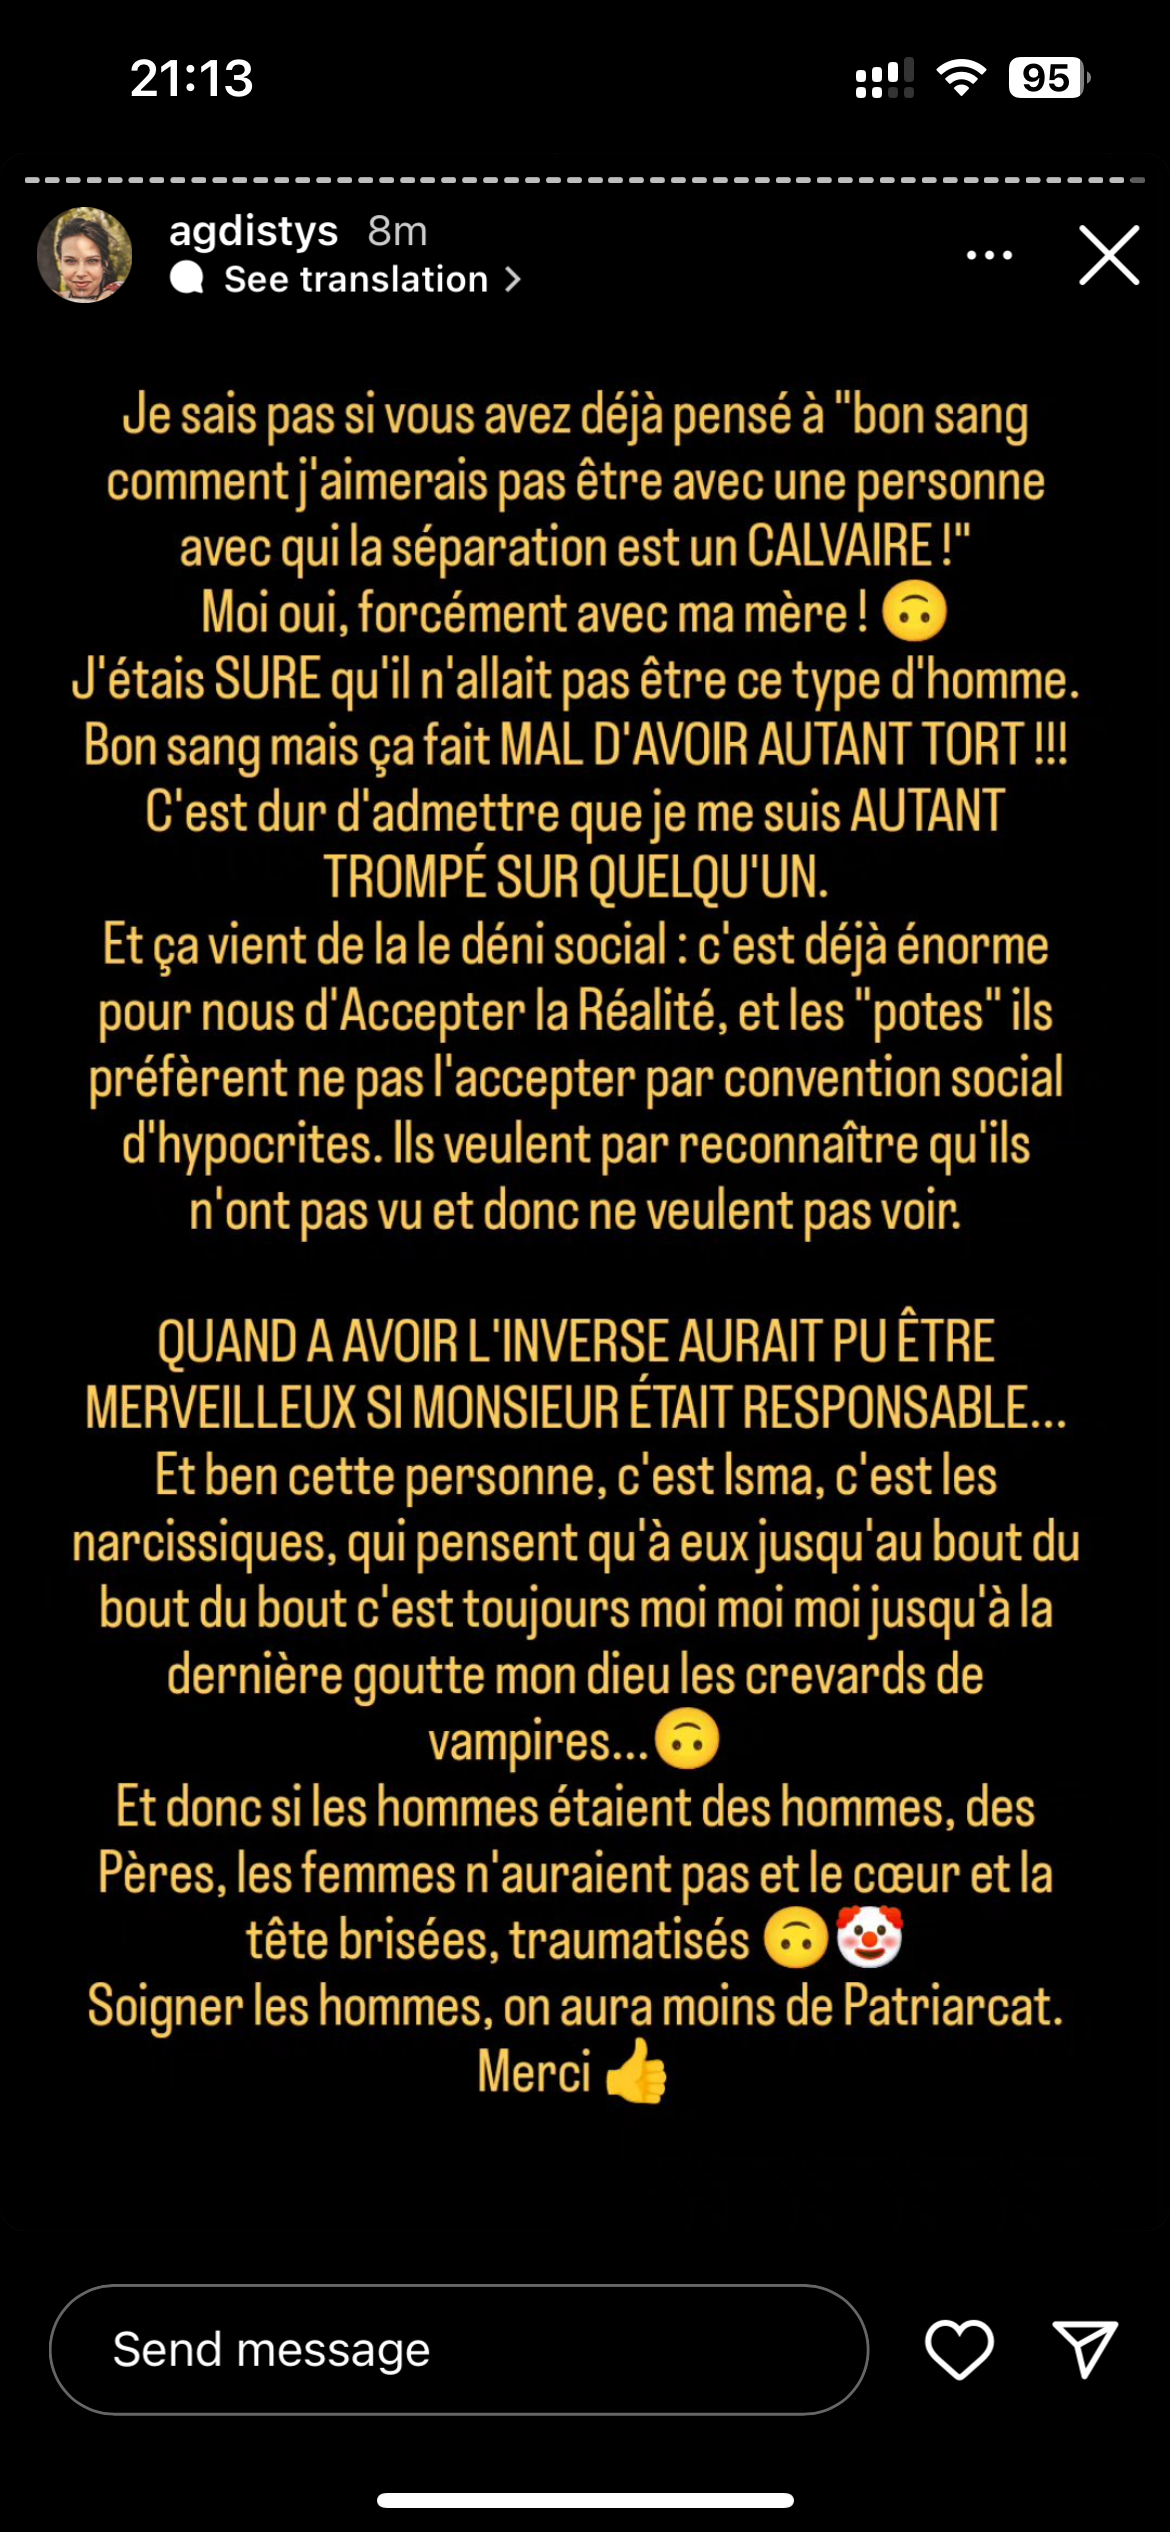 21:13
95
agdistys 8m
See translation >
Je sais pas si vous avez déjà pensé à "bon sang
comment j'aimerais pas être avec une personne
avec qui la séparation est un CALVAIRE !"
Moi oui, forcément avec ma mère ! 🙃
J'étais SURE qu'il n'allait pas être ce type d'homme.
Bon sang mais ça fait MAL D'AVOIR AUTANT TORT !!!
C'est dur d'admettre que je me suis AUTANT
TROMPÉ SUR QUELQU'UN.
Et ça vient de la le déni social : c'est déjà énorme
pour nous d'Accepter la Réalité, et les "potes" ils
préfèrent ne pas l'accepter par convention social
d'hypocrites. Ils veulent par reconnaître qu'ils
n'ont pas vu et donc ne veulent pas voir.
QUAND A AVOIR L'INVERSE AURAIT PU ÊTRE
MERVEILLEUX SI MONSIEUR ÉTAIT RESPONSABLE...
Et ben cette personne, c'est Isma, c'est les
narcissiques, qui pensent qu'à eux jusqu'au bout du
bout du bout c'est toujours moi moi moi jusqu'à la
dernière goutte mon dieu les crevards de
vampires...🙃
Et donc si les hommes étaient des hommes, des
Pères, les femmes n'auraient pas et le cœur et la
tête brisées, traumatisés 🙃🤡
Soigner les hommes, on aura moins de Patriarcat.
Merci 👍
Send message